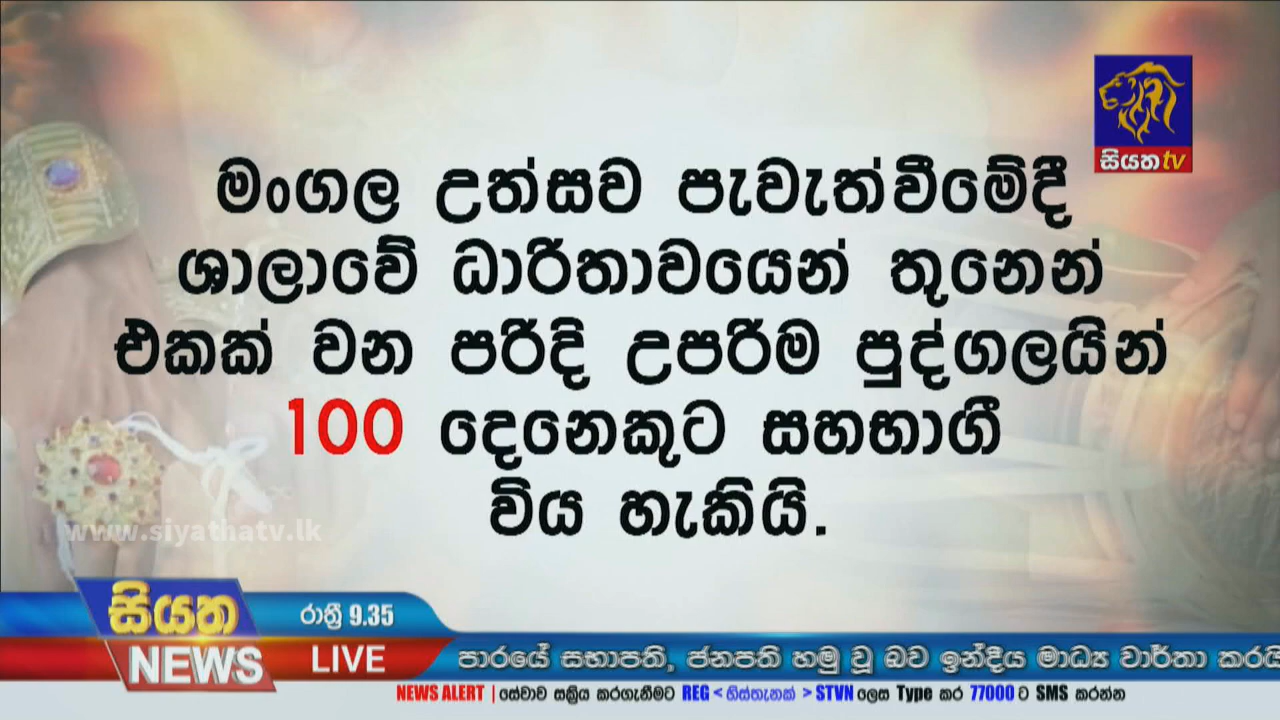 සියත tv
මංගල උත්සව පැවැත්වීමේදී
ශාලාවේ ධාරිතාවයෙන් තුනෙන්
එකක් වන පරිදි උපරිම පුද්ගලයින්
100 දෙනෙකුට සහභාගී
විය හැකියි.
www.siyathatv.lk
සියත
NEWS
රාත්‍රී 9.35
LIVE
පාරයේ සභාපති, ජනපති හමු වූ බව ඉන්දීය මාධ්‍ය වාර්තා කරයි
NEWS ALERT | සේවාව සක්‍රිය කරගැනීමට REG < හිස්තැනක් > STVN ලෙස Type කර 77000 ට SMS කරන්න